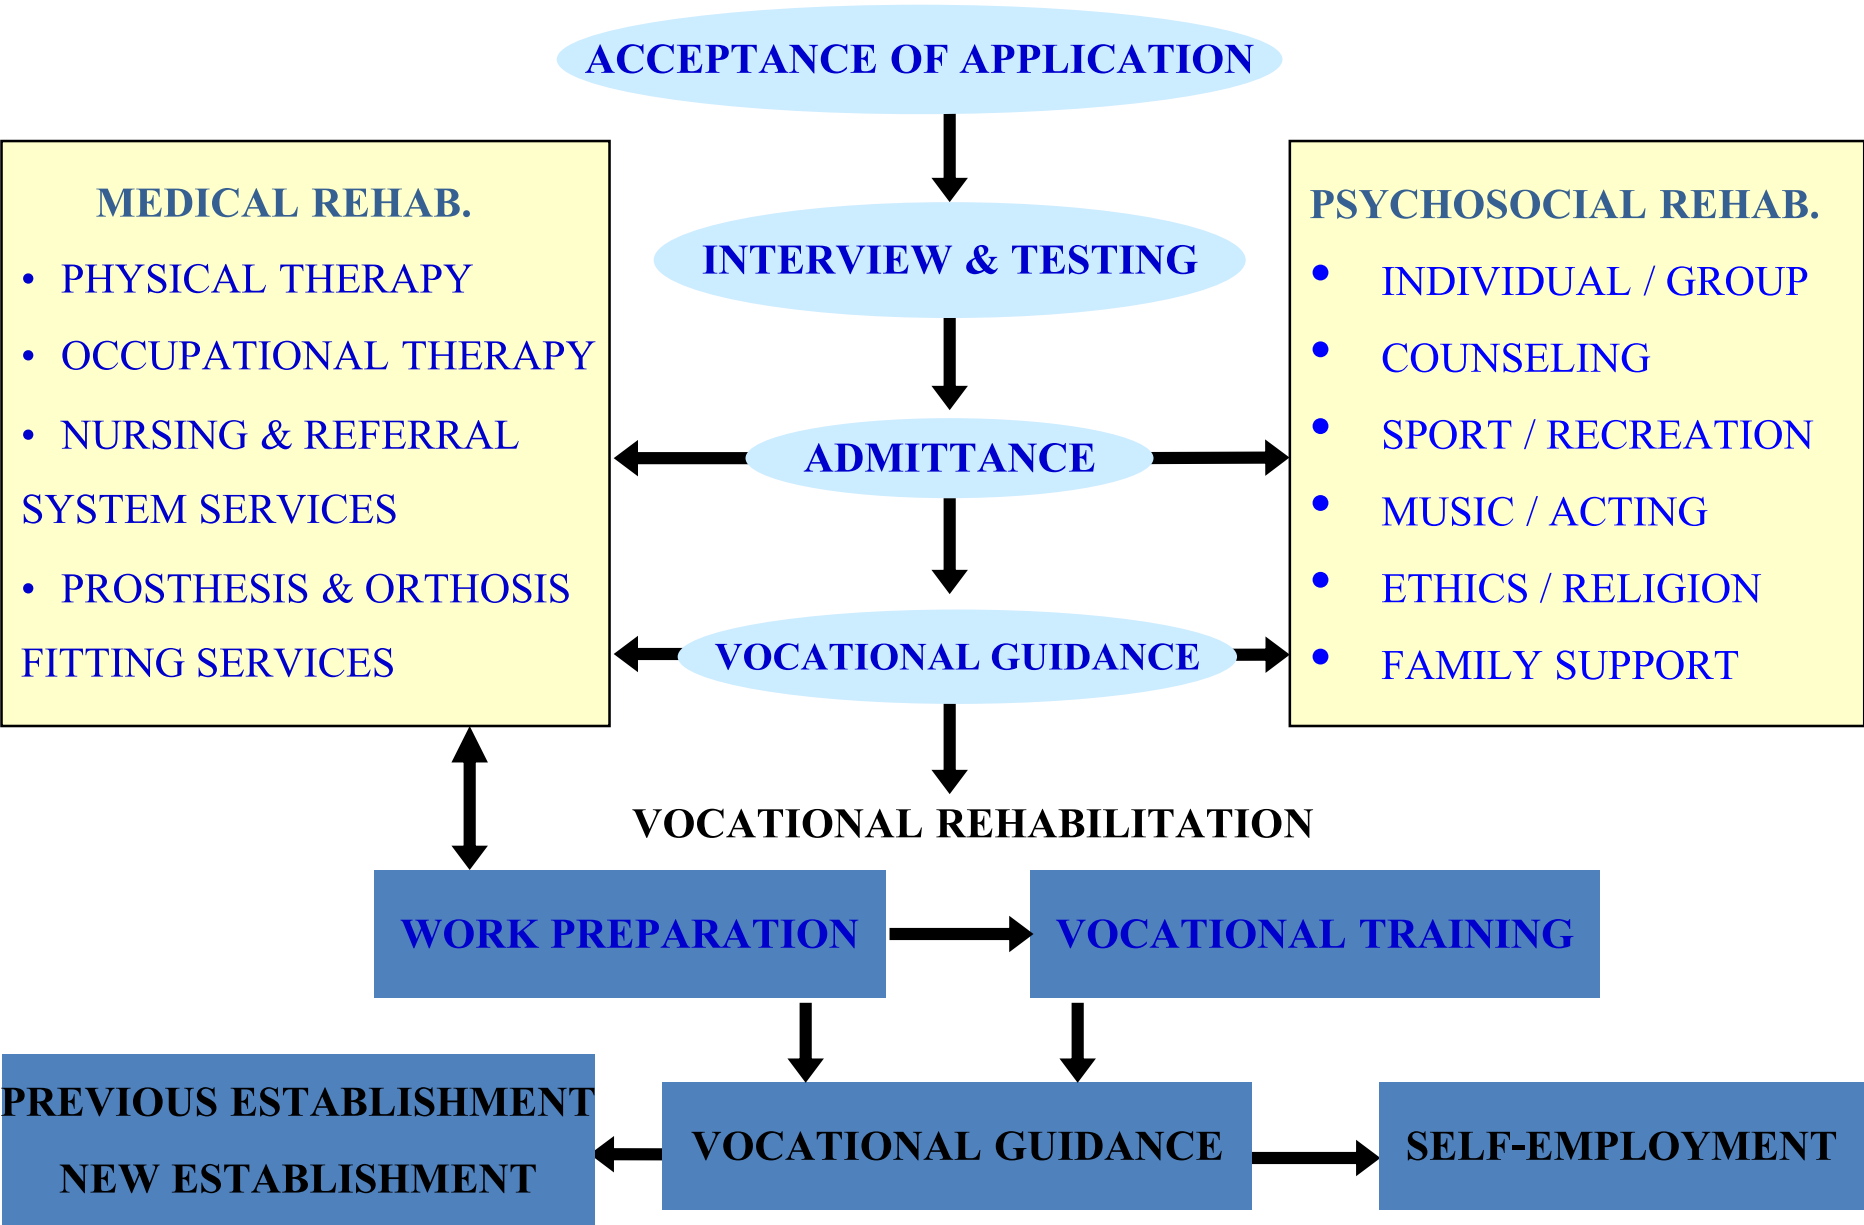 ACCEPTANCE OF APPLICATION
MEDICAL REHAB.
• PHYSICAL THERAPY
• OCCUPATIONAL THERAPY
• NURSING & REFERRAL
SYSTEM SERVICES
• PROSTHESIS & ORTHOSIS
FITTING SERVICES
INTERVIEW & TESTING
ADMITTANCE
VOCATIONAL GUIDANCE
PSYCHOSOCIAL REHAB.
• INDIVIDUAL / GROUP
• COUNSELING
• SPORT / RECREATION
• MUSIC / ACTING
• ETHICS / RELIGION
• FAMILY SUPPORT
VOCATIONAL REHABILITATION
WORK PREPARATION
VOCATIONAL TRAINING
PREVIOUS ESTABLISHMENT
NEW ESTABLISHMENT
VOCATIONAL GUIDANCE
SELF-EMPLOYMENT